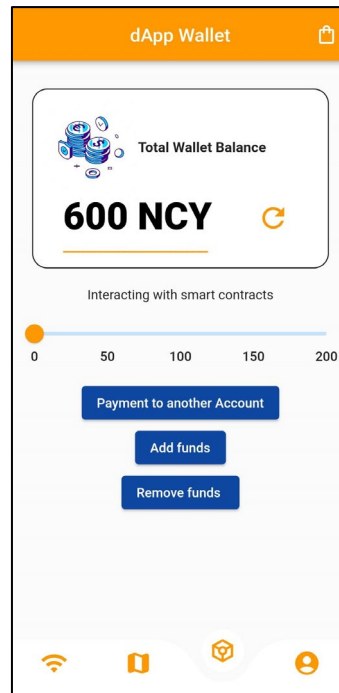 dApp Wallet
Total Wallet Balance
600 NCY
Interacting with smart contracts
0 50 100 150 200
Payment to another Account
Add funds
Remove funds